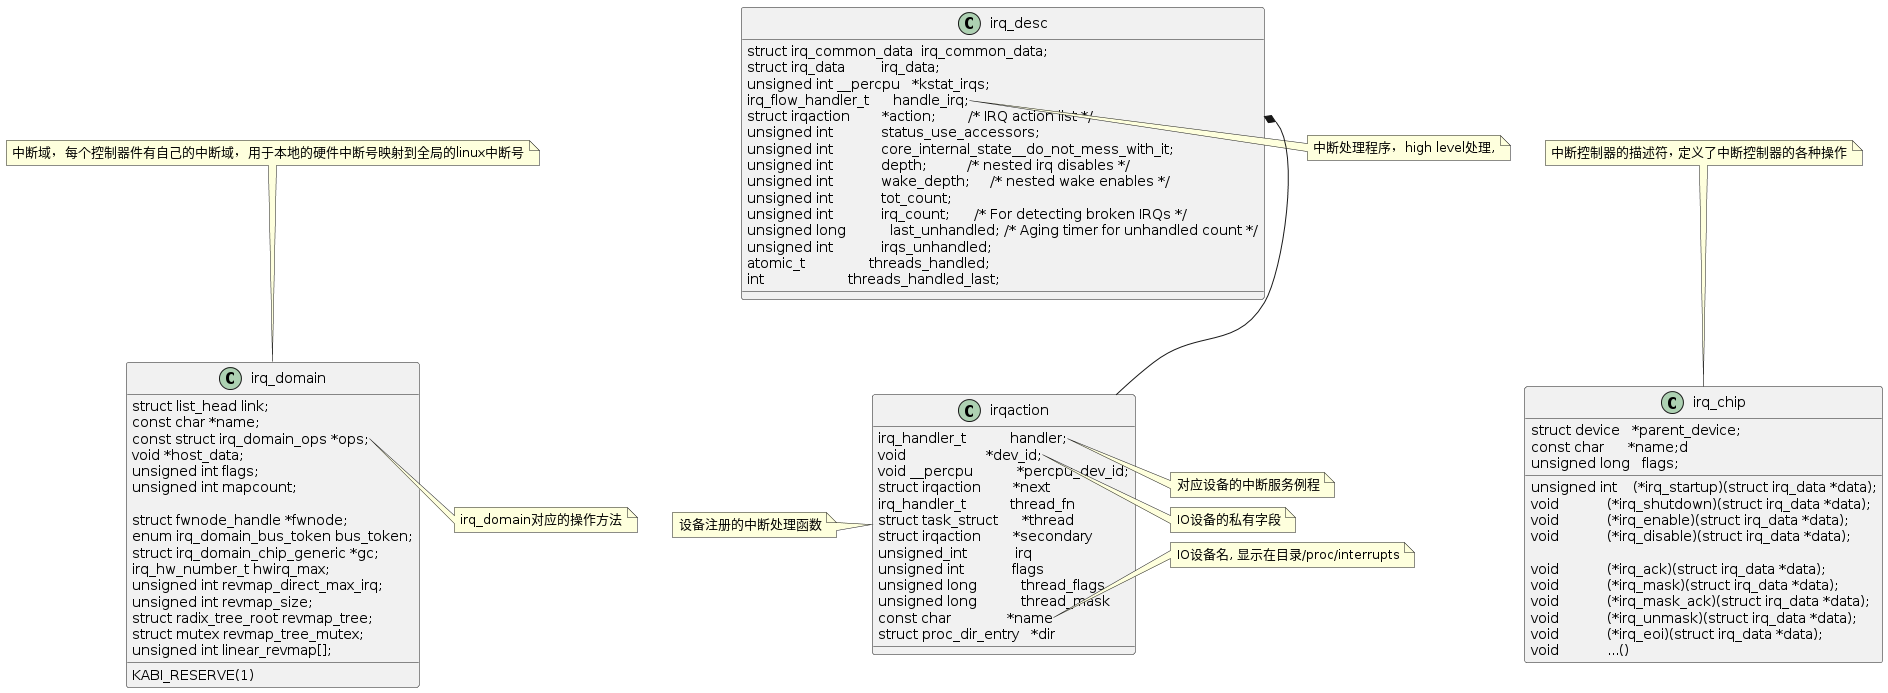 C irq_desc
struct irq_common_data irq_common_data;
struct irq_data irq_data;
unsigned int __percpu *kstat_irqs;
irq_flow_handler_t handle_irq;
struct irqaction *action; /* IRQ action list */
unsigned int status_use_accessors;
unsigned int core_internal_state__do_not_mess_with_it;
unsigned int depth; /* nested irq disables */
unsigned int wake_depth; /* nested wake enables */
unsigned int tot_count;
unsigned int irq_count; /* For detecting broken IRQs */
unsigned long last_unhandled; /* Aging timer for unhandled count */
unsigned int irqs_unhandled;
atomic_t threads_handled;
int threads_handled_last;
中断处理程序，high level处理,
中断域，每个控制器件有自己的中断域，用于本地的硬件中断号映射到全局的linux中断号
中断控制器的描述符, 定义了中断控制器的各种操作
C irq_domain
struct list_head link;
const char *name;
const struct irq_domain_ops *ops;
void *host_data;
unsigned int flags;
unsigned int mapcount;
struct fwnode_handle *fwnode;
enum irq_domain_bus_token bus_token;
struct irq_domain_chip_generic *gc;
irq_hw_number_t hwirq_max;
unsigned int revmap_direct_max_irq;
unsigned int revmap_size;
struct radix_tree_root revmap_tree;
struct mutex revmap_tree_mutex;
unsigned int linear_revmap[];
KABI_RESERVE(1)
irq_domain对应的操作方法
设备注册的中断处理函数
C irqaction
irq_handler_t handler;
void *dev_id;
void __percpu *percpu_dev_id;
struct irqaction *next
irq_handler_t thread_fn
struct task_struct *thread
struct irqaction *secondary
unsigned_int irq
unsigned int flags
unsigned long thread_flags
unsigned long thread_mask
const char *name
struct proc_dir_entry *dir
对应设备的中断服务例程
IO设备的私有字段
IO设备名, 显示在目录/proc/interrupts
C irq_chip
struct device *parent_device;
const char *name;d
unsigned long flags;
unsigned int (*irq_startup)(struct irq_data *data);
void (*irq_shutdown)(struct irq_data *data);
void (*irq_enable)(struct irq_data *data);
void (*irq_disable)(struct irq_data *data);
void (*irq_ack)(struct irq_data *data);
void (*irq_mask)(struct irq_data *data);
void (*irq_mask_ack)(struct irq_data *data);
void (*irq_unmask)(struct irq_data *data);
void (*irq_eoi)(struct irq_data *data);
void ...()